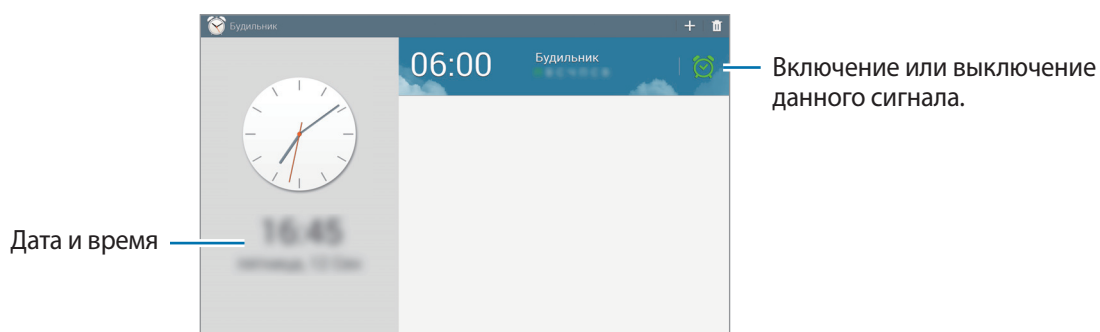 Будильник
06:00
Будильник
Включение или выключение
данного сигнала.
Дата и время
16:45